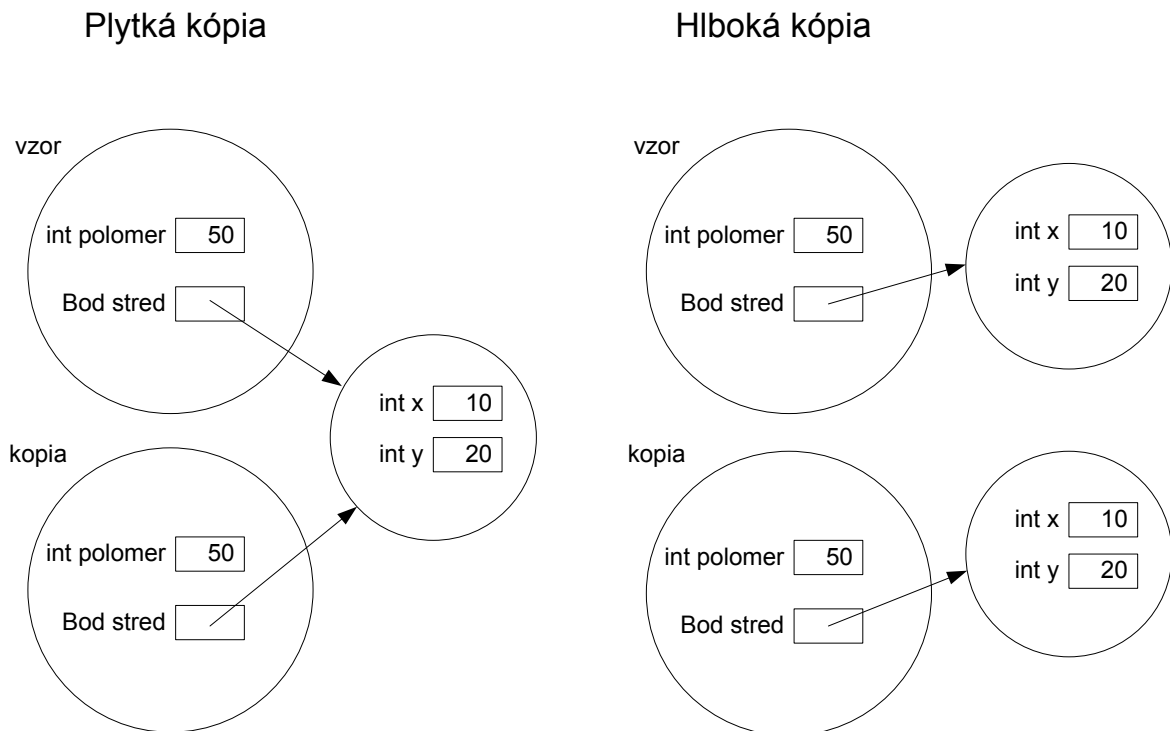 Plytká kópia
vzor
int polomer 50
Bod stred
int x 10
int y 20
kopia
int polomer 50
Bod stred
Hlboká kópia
vzor
int polomer 50
Bod stred
int x 10
int y 20
kopia
int polomer 50
Bod stred
int x 10
int y 20